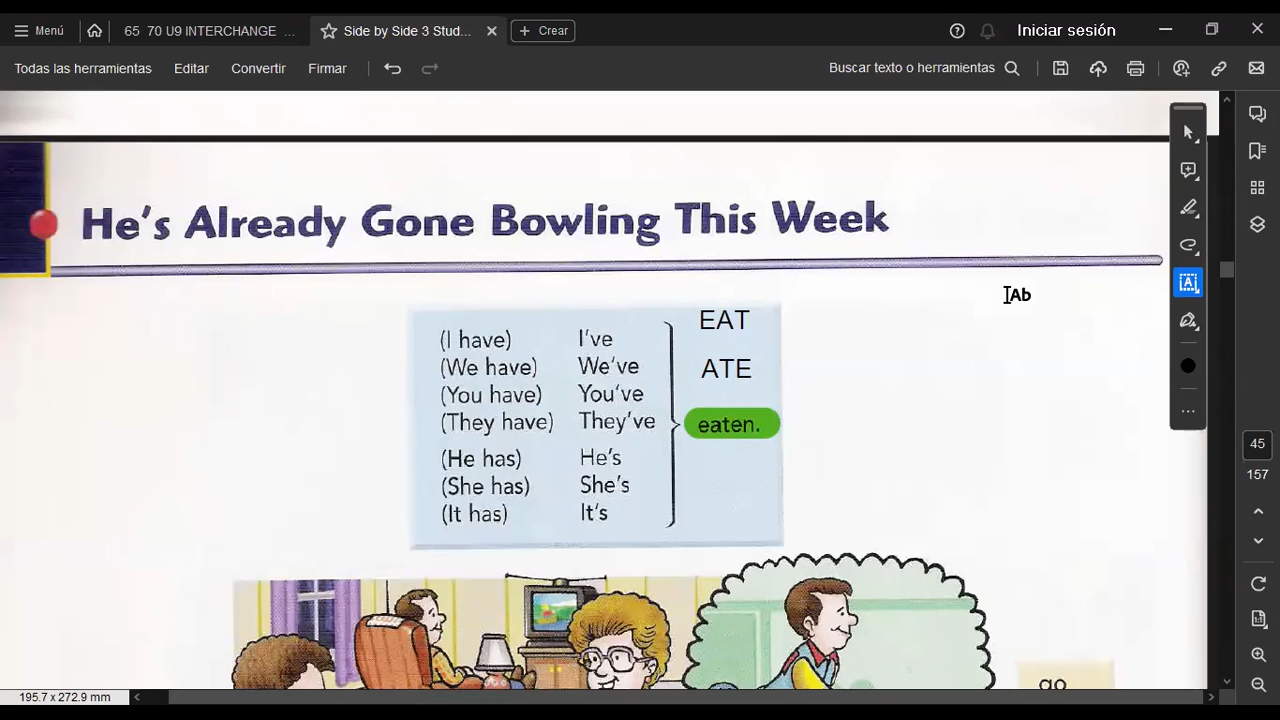 Menú
65 70 U9 INTERCHANGE ...
Side by Side 3 Stud...
Crear
Iniciar sesión
Todas las herramientas
Editar
Convertir
Firmar
Buscar texto o herramientas
He's Already Gone Bowling This Week
Ab
(I have) I've
(We have) We've
(You have) You've
(They have) They've
(He has) He's
(She has) She's
(It has) It's
EAT
ATE
eaten.
go
45
157
195.7 x 272.9 mm